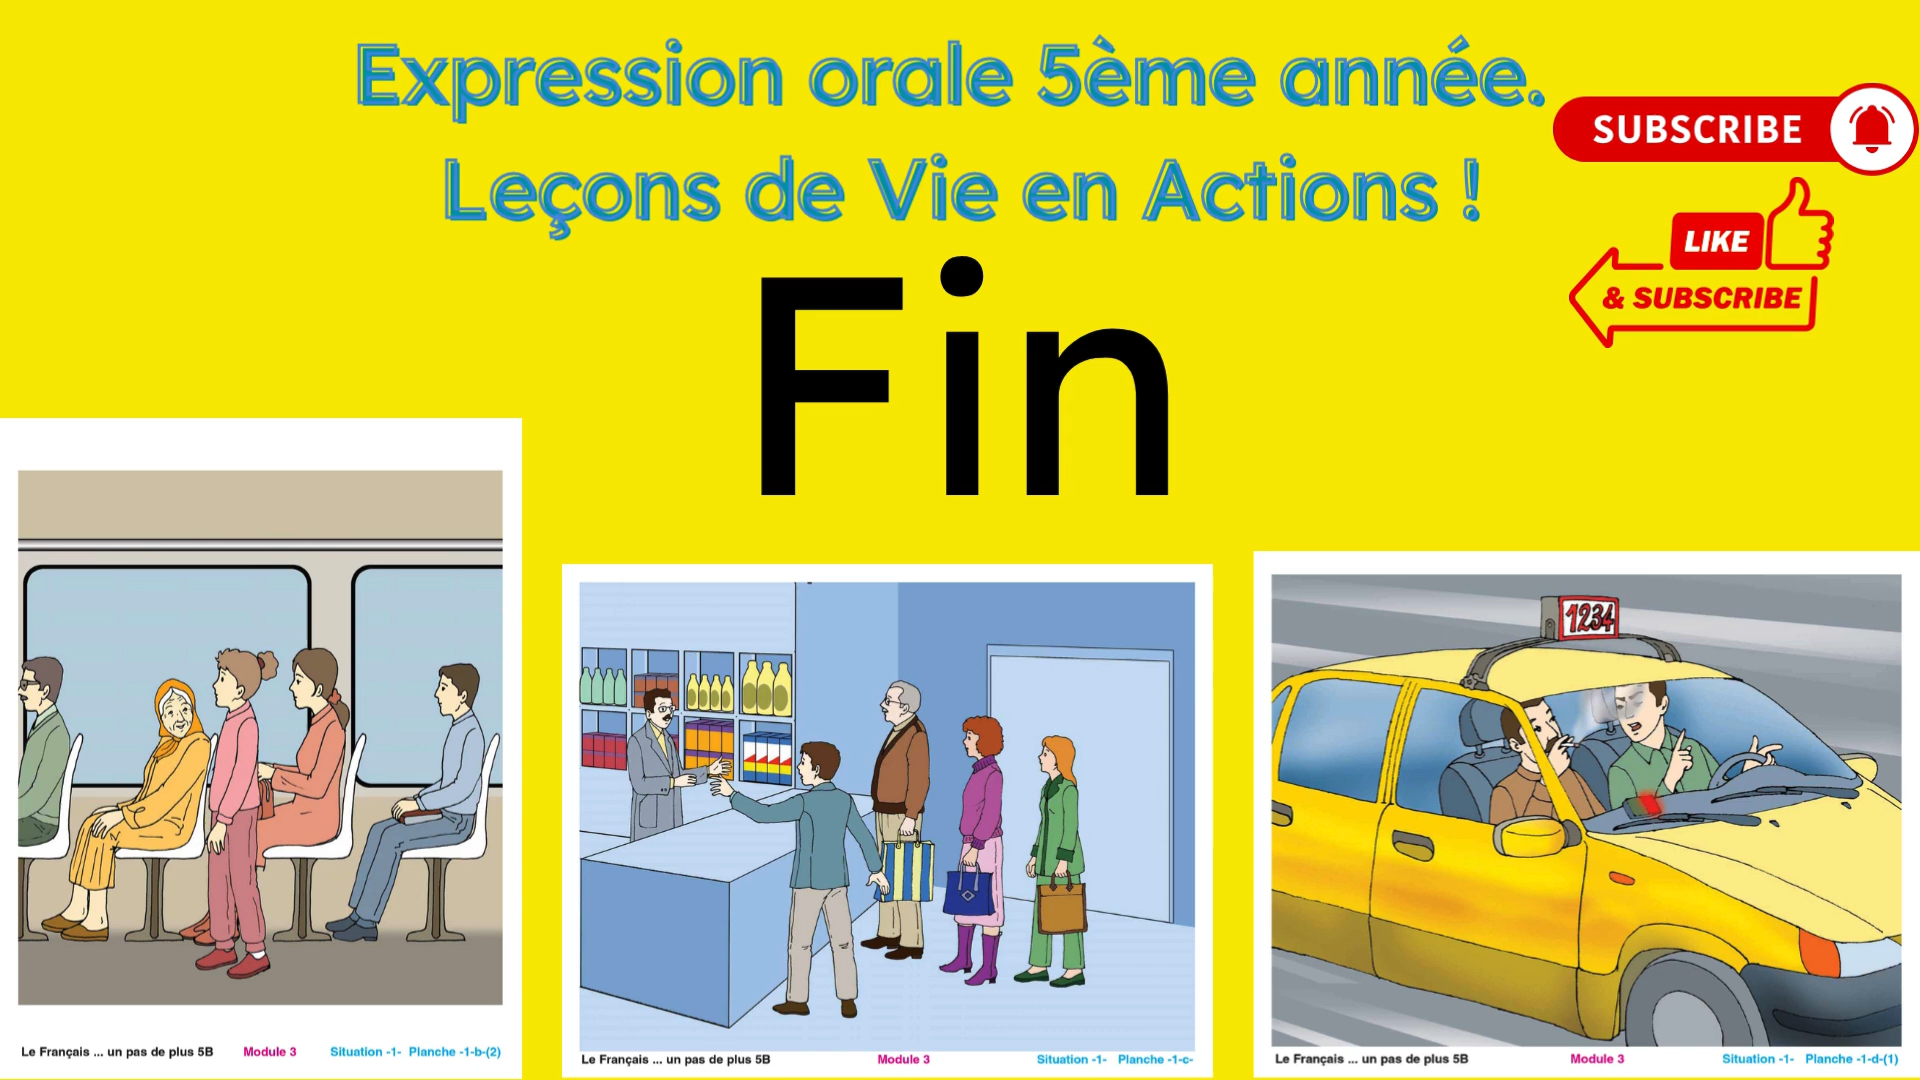 Expression orale 5ème année.
Leçons de Vie en Actions !
SUBSCRIBE
LIKE
& SUBSCRIBE
Fin
1234
Le Français ... un pas de plus 5B Module 3 Situation -1- Planche -1-b-(2)
Le Français ... un pas de plus 5B Module 3 Situation -1- Planche -1-c-
Le Français ... un pas de plus 5B Module 3 Situation -1- Planche -1-d-(1)